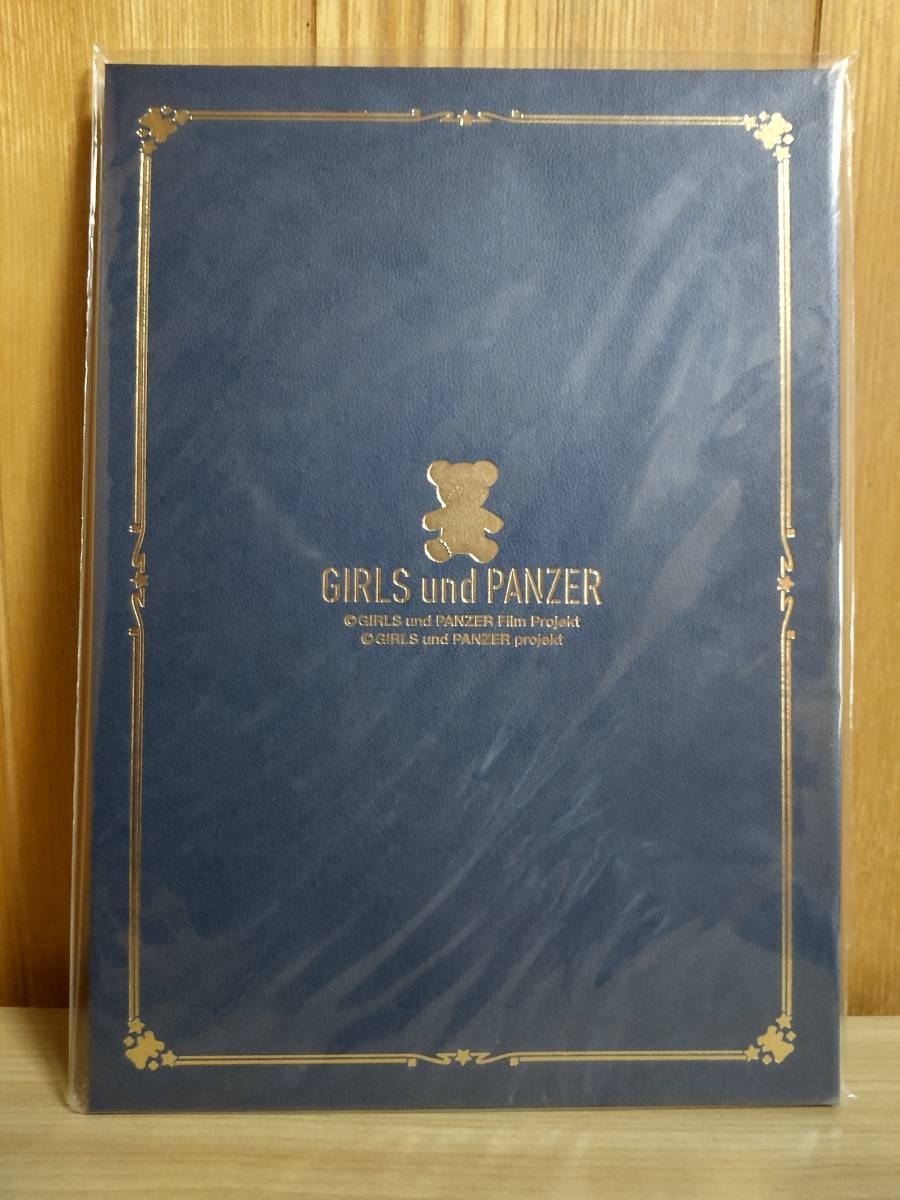 GIRLS und PANZER
©GIRLS und PANZER Film Projekt
©GIRLS und PANZER projekt